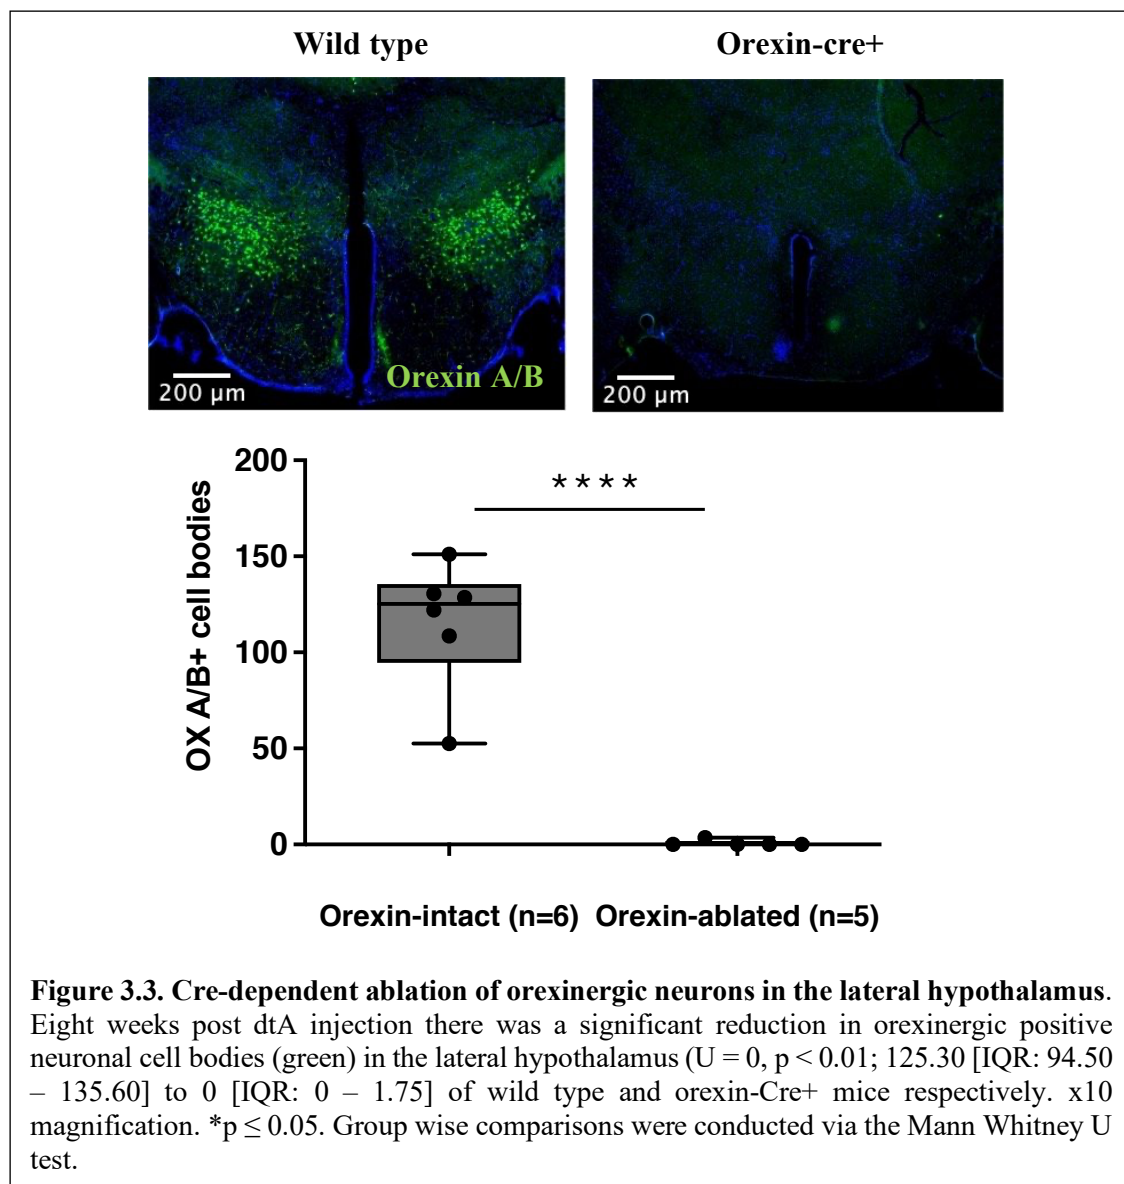 Wild type
Orexin-cre+
Orexin A/B
200 µm
200 µm
OX A/B+ cell bodies
200
150
100
50
0
****
Orexin-intact (n=6) Orexin-ablated (n=5)
Figure 3.3. Cre-dependent ablation of orexinergic neurons in the lateral hypothalamus.
Eight weeks post dtA injection there was a significant reduction in orexinergic positive
neuronal cell bodies (green) in the lateral hypothalamus (U = 0, p < 0.01; 125.30 [IQR: 94.50
– 135.60] to 0 [IQR: 0 – 1.75] of wild type and orexin-Cre+ mice respectively. x10
magnification. *p ≤ 0.05. Group wise comparisons were conducted via the Mann Whitney U
test.